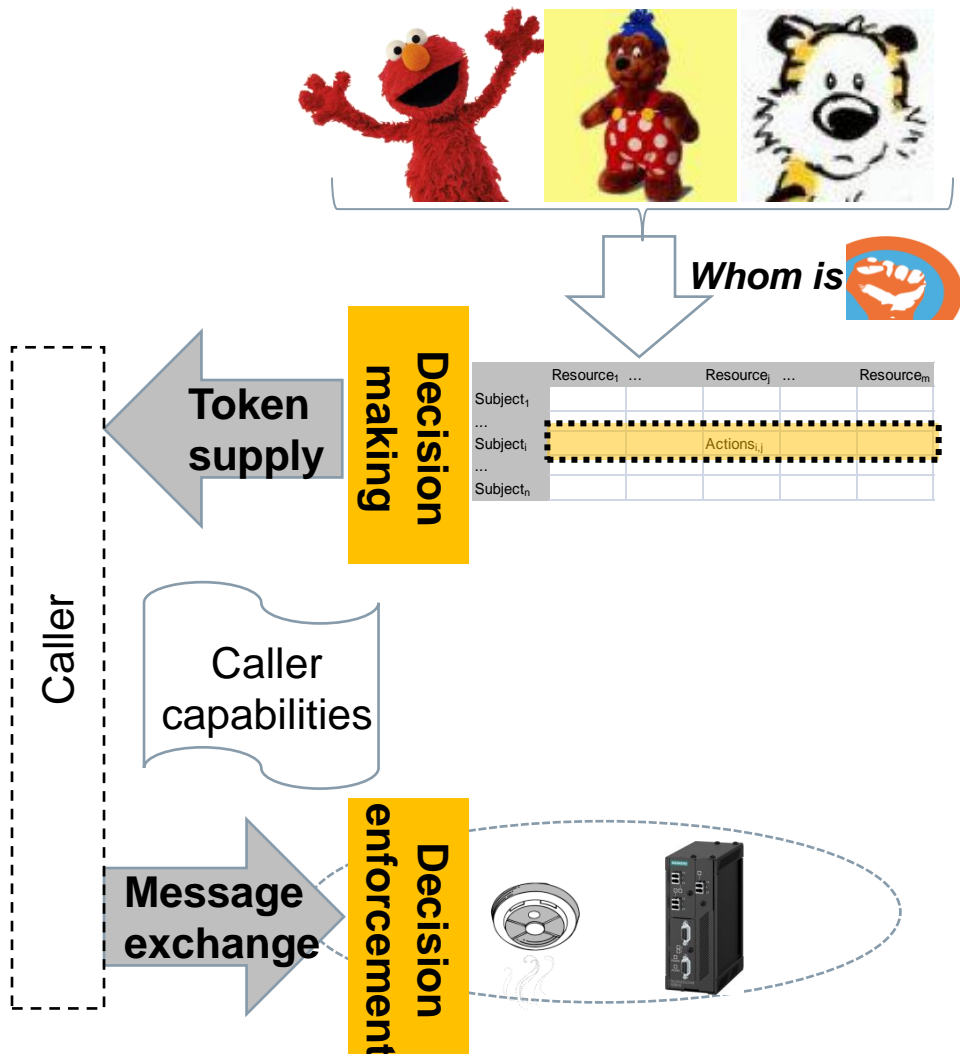 Whom is
Decision
making
Resource₁ ... Resourceⱼ ... Resourceₘ
Subject₁
...
Subjectᵢ Actionsᵢ,ⱼ
...
Subjectₙ
Token
supply
Caller
Caller
capabilities
Message
exchange
Decision
enforcement
SIEMENS